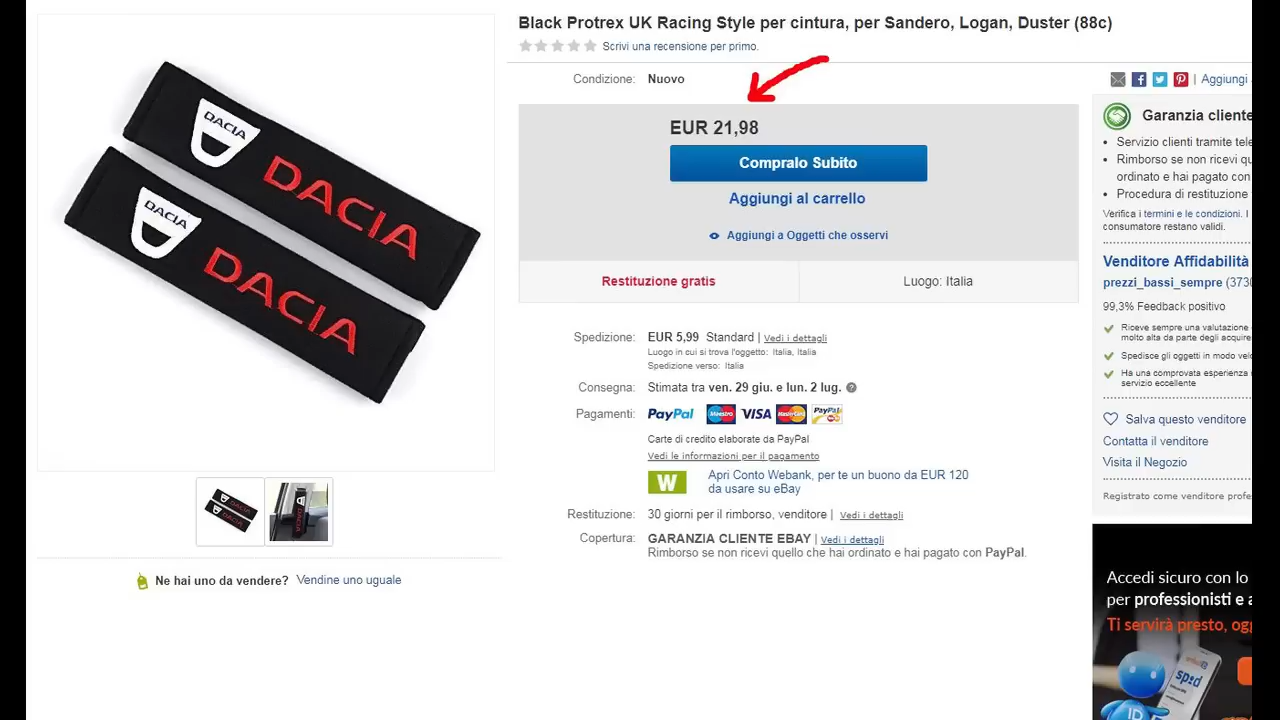 Black Protrex UK Racing Style per cintura, per Sandero, Logan, Duster (88c)
Scrivi una recensione per primo.
Condizione: Nuovo
EUR 21,98
Compralo Subito
Aggiungi al carrello
Aggiungi a Oggetti che osservi
Restituzione gratis
Luogo: Italia
Spedizione: EUR 5,99 Standard | Vedi i dettagli
Luogo in cui si trova l'oggetto: Italia, Italia
Spedizione verso: Italia
Consegna: Stimata tra ven. 29 giu. e lun. 2 lug.
Pagamenti: PayPal Maestro VISA MasterCard PayPal
Carte di credito elaborate da PayPal
Vedi le informazioni per il pagamento
W
Apri Conto Webank, per te un buono da EUR 120
da usare su eBay
Restituzione: 30 giorni per il rimborso, venditore | Vedi i dettagli
Copertura: GARANZIA CLIENTE EBAY | Vedi i dettagli
Rimborso se non ricevi quello che hai ordinato e hai pagato con PayPal.
DACIA
DACIA
DACIA
DACIA
Ne hai uno da vendere? Vendine uno uguale
Aggiungi
Garanzia cliente
Servizio clienti tramite tele
Rimborso se non ricevi qu
ordinato e hai pagato con
Procedura di restituzione
Verifica i termini e le condizioni. I
consumatore restano validi.
Venditore Affidabilità
prezzi_bassi_sempre (3730
99,3% Feedback positivo
Riceve sempre una valutazione
molto alta da parte degli acquire
Spedisce gli oggetti in modo velo
Ha una comprovata esperienza
servizio eccellente
Salva questo venditore
Contatta il venditore
Visita il Negozio
Registrato come venditore profe
Accedi sicuro con lo
per professionisti e a
Ti servirà presto, ogg
spid
ID